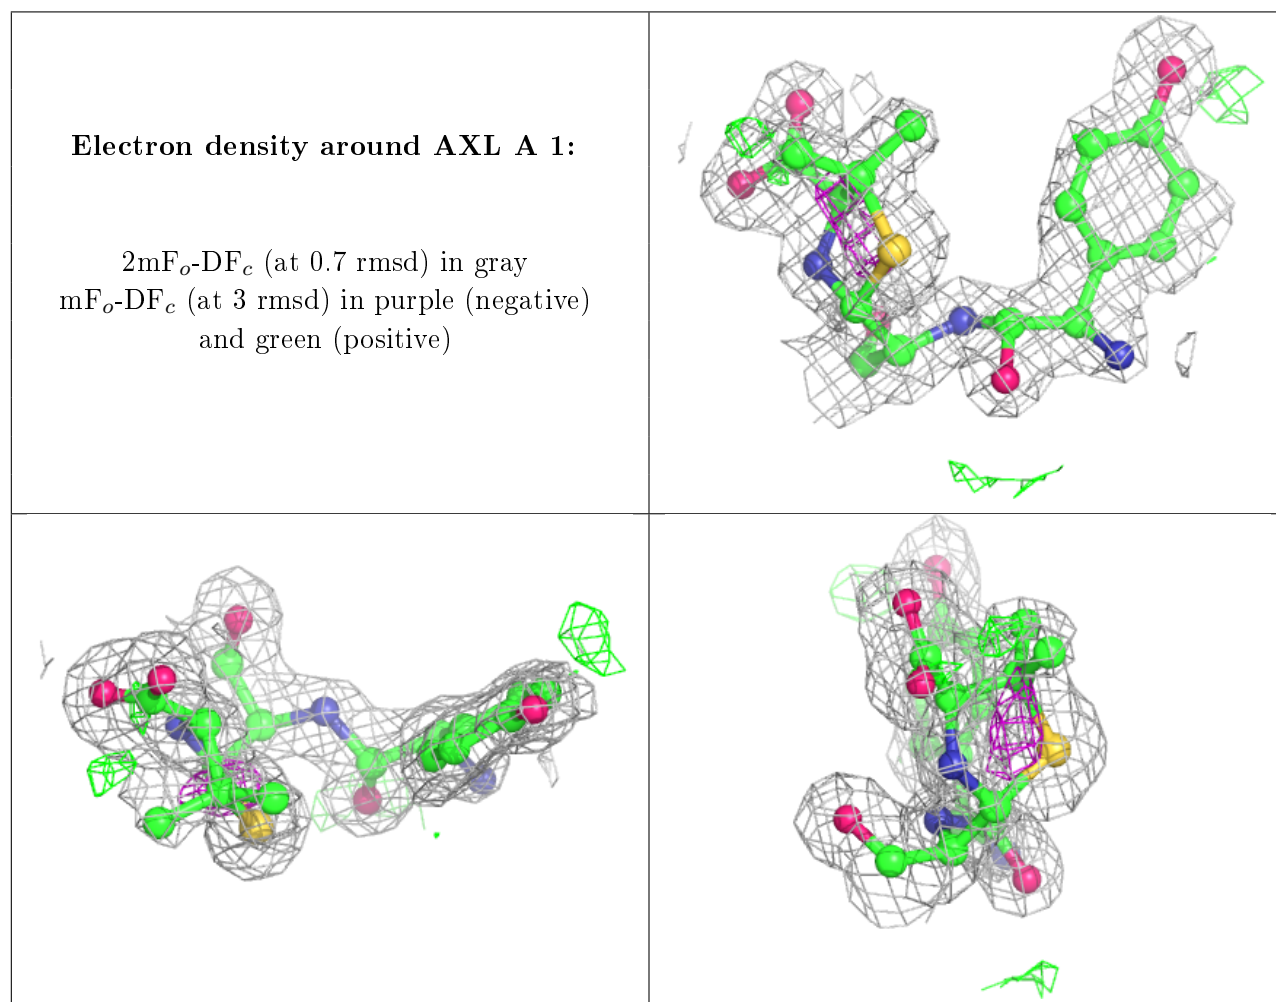 Electron density around AXL A 1:
2mFₒ-DF𝒸 (at 0.7 rmsd) in gray
mFₒ-DF𝒸 (at 3 rmsd) in purple (negative)
and green (positive)